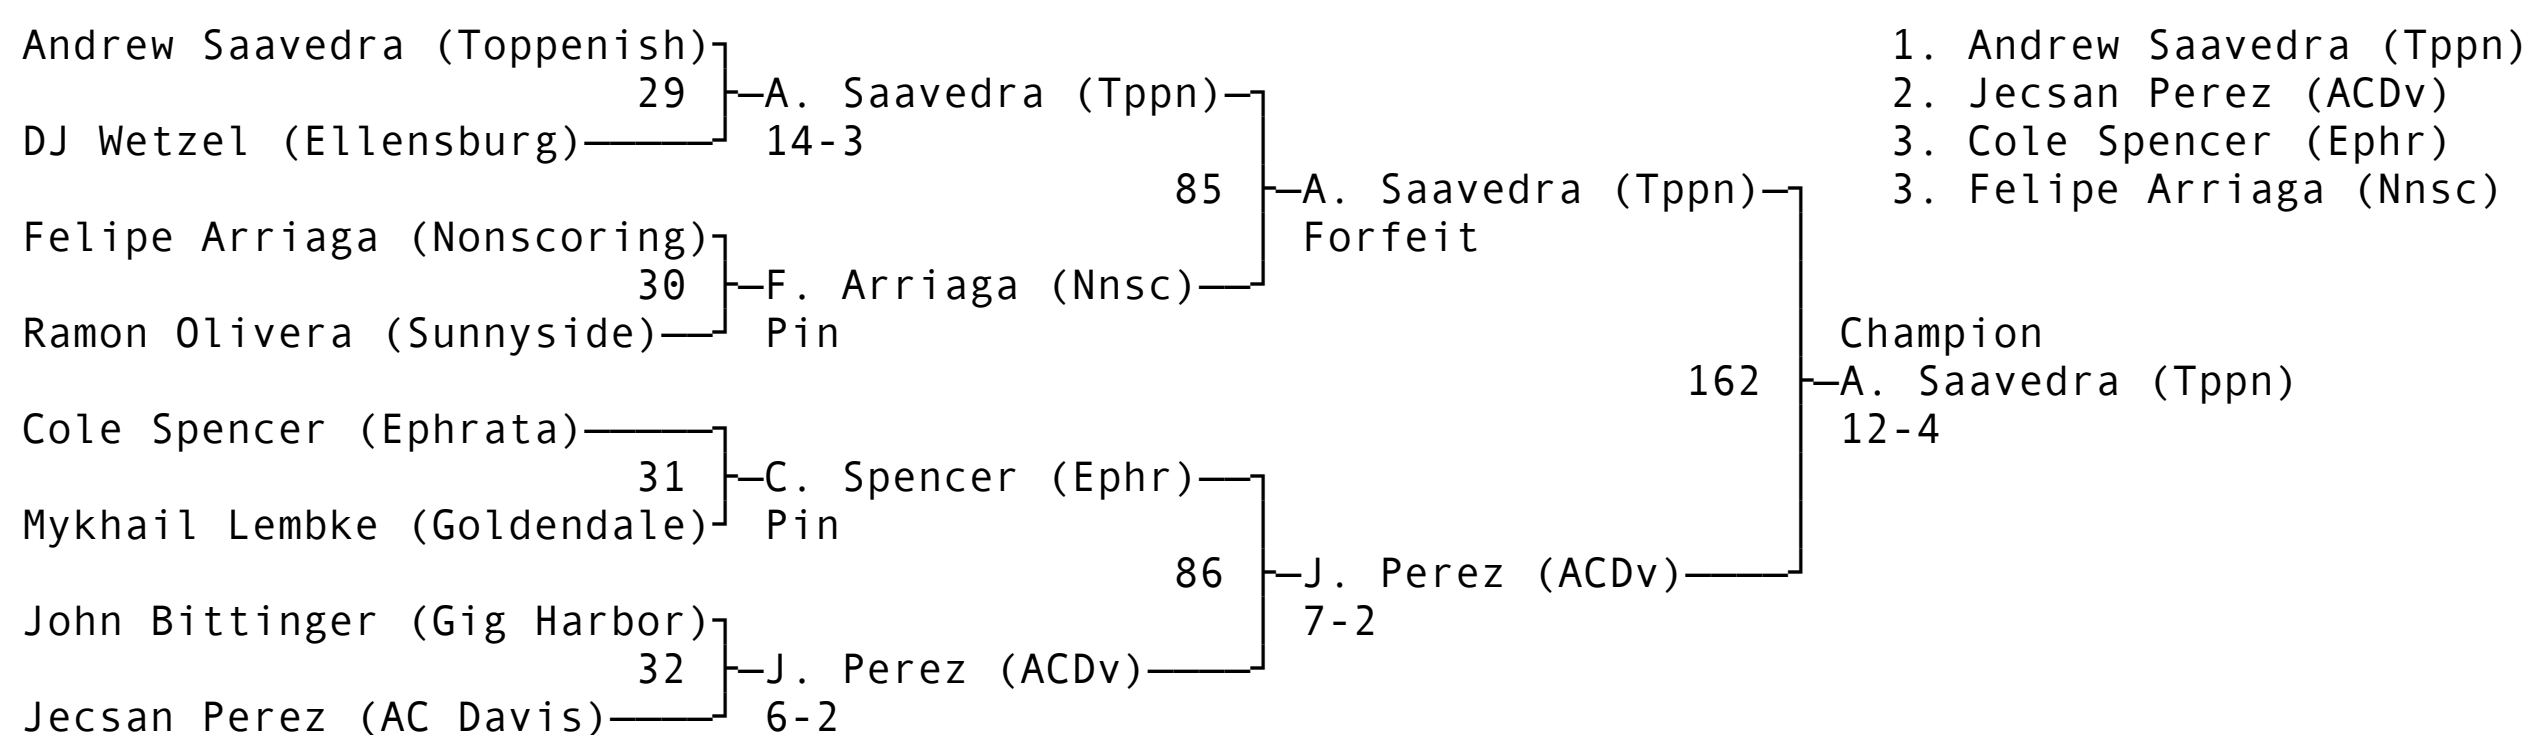 Andrew Saavedra (Toppenish) 1. Andrew Saavedra (Tppn)
29 A. Saavedra (Tppn) 2. Jecsan Perez (ACDv)
DJ Wetzel (Ellensburg) 14-3 3. Cole Spencer (Ephr)
85 A. Saavedra (Tppn) 3. Felipe Arriaga (Nnsc)
Felipe Arriaga (Nonscoring) Forfeit
30 F. Arriaga (Nnsc)
Ramon Olivera (Sunnyside) Pin Champion
162 A. Saavedra (Tppn)
Cole Spencer (Ephrata) 12-4
31 C. Spencer (Ephr)
Mykhail Lembke (Goldendale) Pin
86 J. Perez (ACDv)
John Bittinger (Gig Harbor) 7-2
32 J. Perez (ACDv)
Jecsan Perez (AC Davis) 6-2